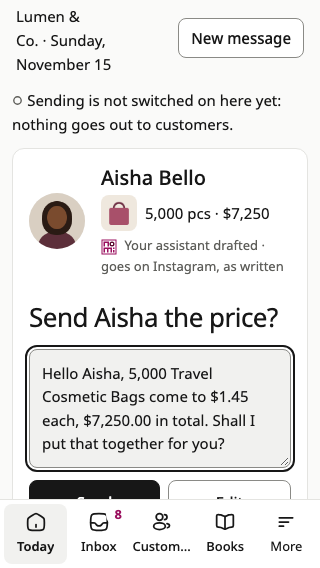 Lumen &
Co. · Sunday,
November 15
New message
Sending is not switched on here yet:
nothing goes out to customers.
Aisha Bello
5,000 pcs · $7,250
Your assistant drafted ·
goes on Instagram, as written
Send Aisha the price?
Hello Aisha, 5,000 Travel
Cosmetic Bags come to $1.45
each, $7,250.00 in total. Shall I
put that together for you?
8
Today
Inbox
Custom...
Books
More